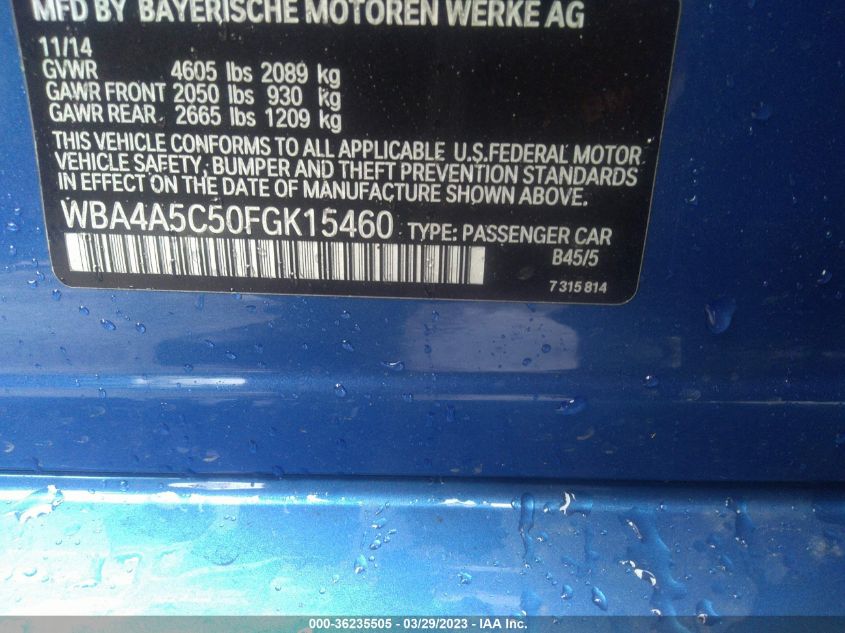 MFD BY BAYERISCHE MOTOREN WERKE AG
11/14
GVWR 4605 lbs 2089 kg
GAWR FRONT 2050 lbs 930 kg
GAWR REAR 2665 lbs 1209 kg
THIS VEHICLE CONFORMS TO ALL APPLICABLE U.S.FEDERAL MOTOR
VEHICLE SAFETY, BUMPER AND THEFT PREVENTION STANDARDS
IN EFFECT ON THE DATE OF MANUFACTURE SHOWN ABOVE.
WBA4A5C50FGK15460 TYPE: PASSENGER CAR
B45/5
7 315 814
000-36235505 - 03/29/2023 - IAA Inc.